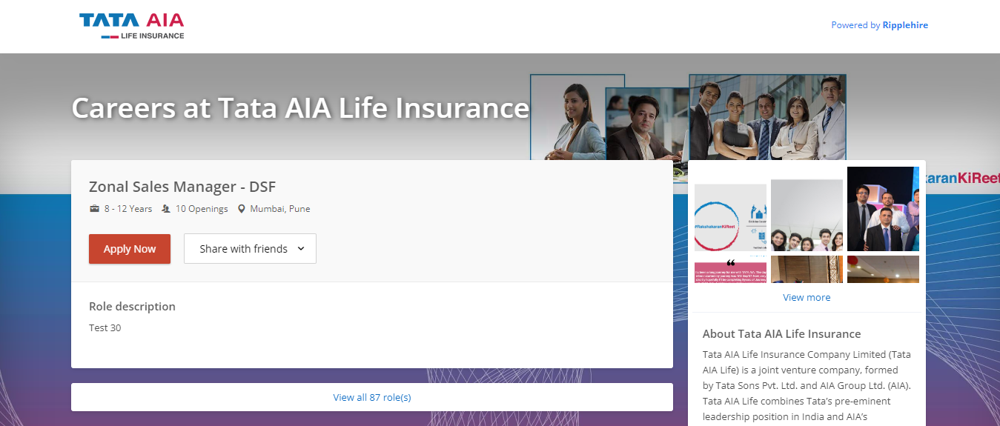 TATA AIA
LIFE INSURANCE
Powered by Ripplehire
Careers at Tata AIA Life Insurance
Zonal Sales Manager - DSF
8 - 12 Years 10 Openings Mumbai, Pune
Apply Now Share with friends
Role description
Test 30
View all 87 role(s)
aranKiReet
#RakshakaranKiReet
“
View more
About Tata AIA Life Insurance
Tata AIA Life Insurance Company Limited (Tata
AIA Life) is a joint venture company, formed
by Tata Sons Pvt. Ltd. and AIA Group Ltd. (AIA).
Tata AIA Life combines Tata’s pre-eminent
leadership position in India and AIA’s